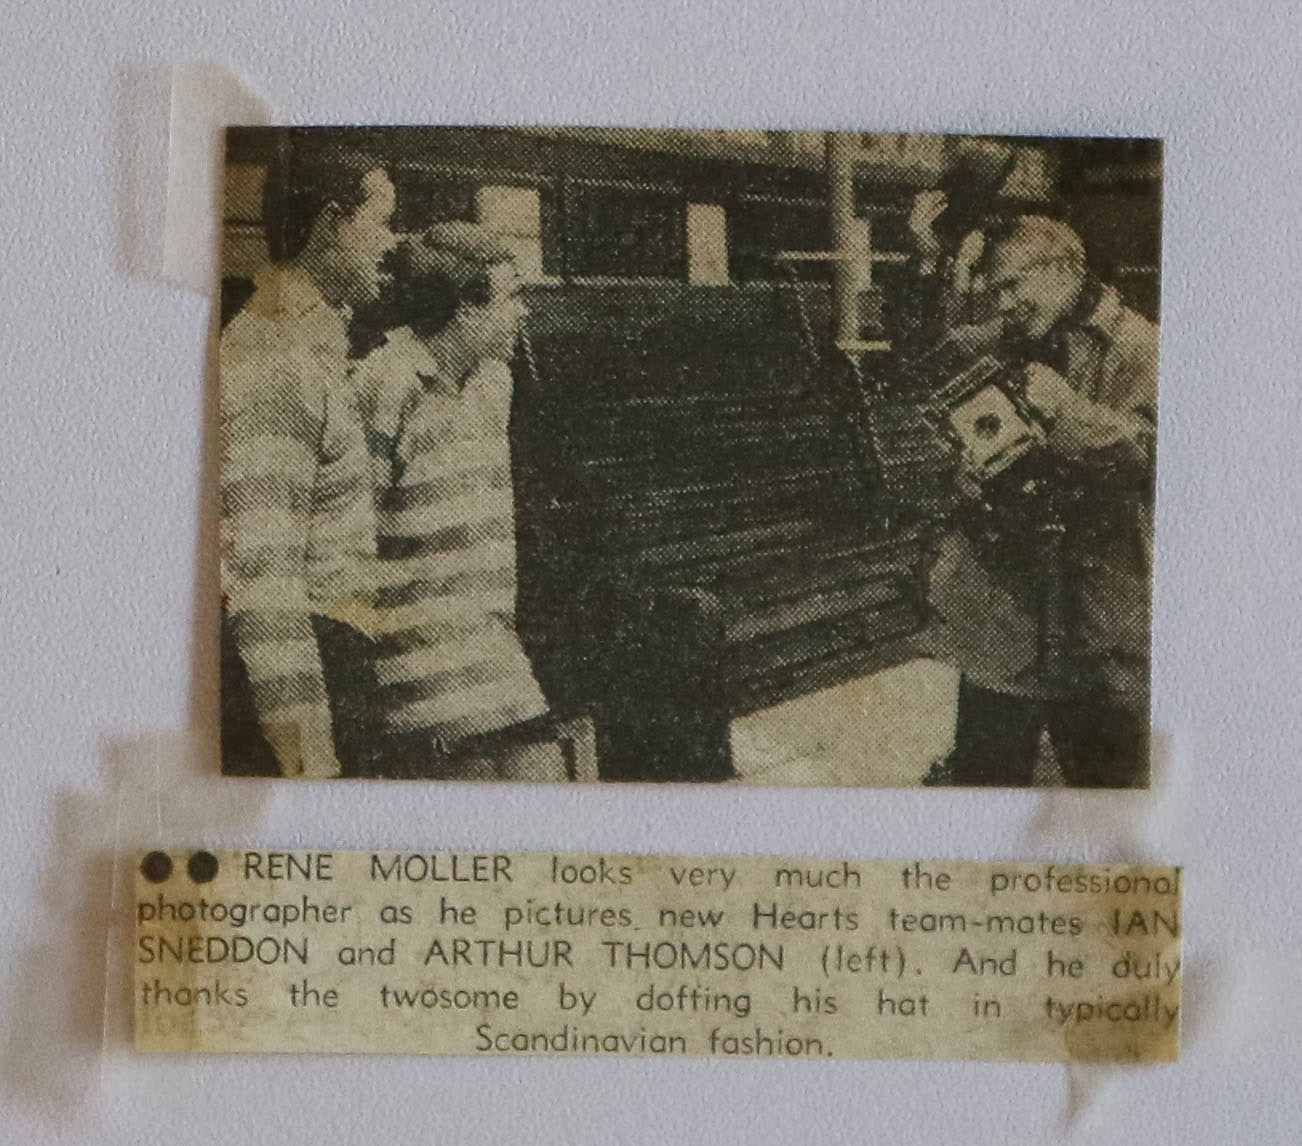 ●● RENE MOLLER looks very much the professional
photographer as he pictures new Hearts team-mates IAN
SNEDDON and ARTHUR THOMSON (left). And he duly
thanks the twosome by doffing his hat in typically
Scandinavian fashion.